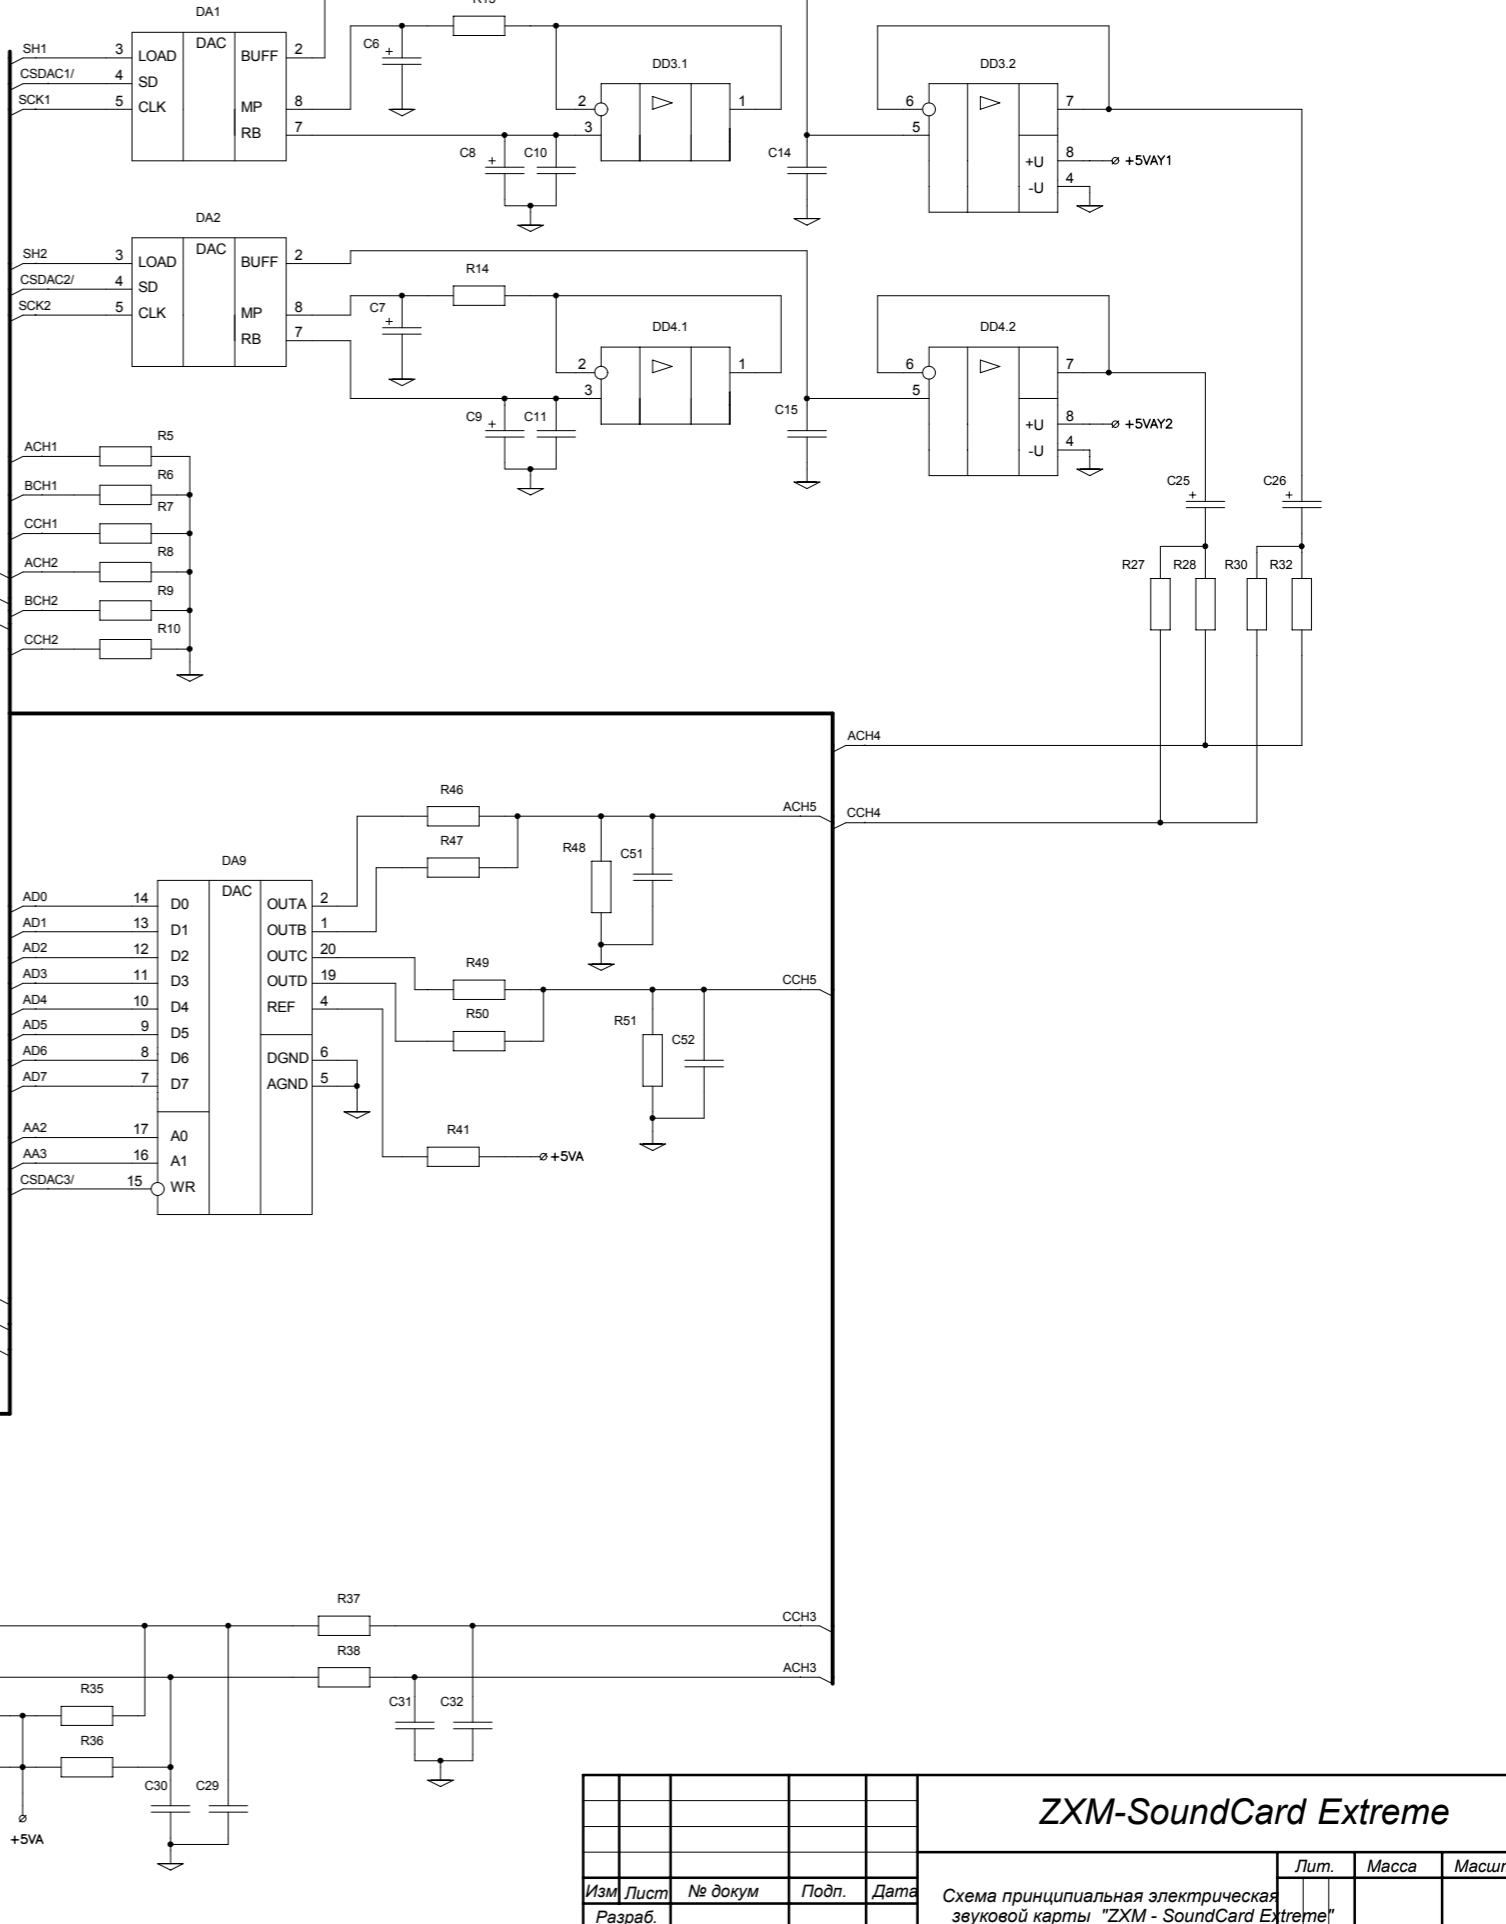 DA1
SH1 3 LOAD DAC BUFF 2
CSDAC1/ 4 SD
SCK1 5 CLK MP 8
RB 7
C6 +
DD3.1
2 1
3
C8 + C10
C14
DD3.2
6 7
5
+U 8 +5VAY1
-U 4
DA2
SH2 3 LOAD DAC BUFF 2
CSDAC2/ 4 SD
SCK2 5 CLK MP 8
RB 7
R14
C7 +
DD4.1
2 1
3
C9 + C11
C15
DD4.2
6 7
5
+U 8 +5VAY2
-U 4
ACH1 R5
BCH1 R6
CCH1 R7
ACH2 R8
BCH2 R9
CCH2 R10
C25 + C26 +
R27 R28 R30 R32
ACH4
CCH4
R46
ACH5
R47
R48 C51
DA9
DAC
AD0 14 D0 OUTA 2
AD1 13 D1 OUTB 1
AD2 12 D2 OUTC 20
AD3 11 D3 OUTD 19
AD4 10 D4 REF 4
AD5 9 D5
AD6 8 D6 DGND 6
AD7 7 D7 AGND 5
AA2 17 A0
AA3 16 A1
CSDAC3/ 15 WR
R49
CCH5
R50
R51 C52
R41
+5VA
R37
CCH3
R38
ACH3
R35
C31 C32
R36
C30 C29
+5VA
ZXM-SoundCard Extreme
Лит. Масса
Изм Лист № докум Подп. Дата
Схема принципиальная электрическая
звуковой карты "ZXM - SoundCard Extreme"
Разраб.